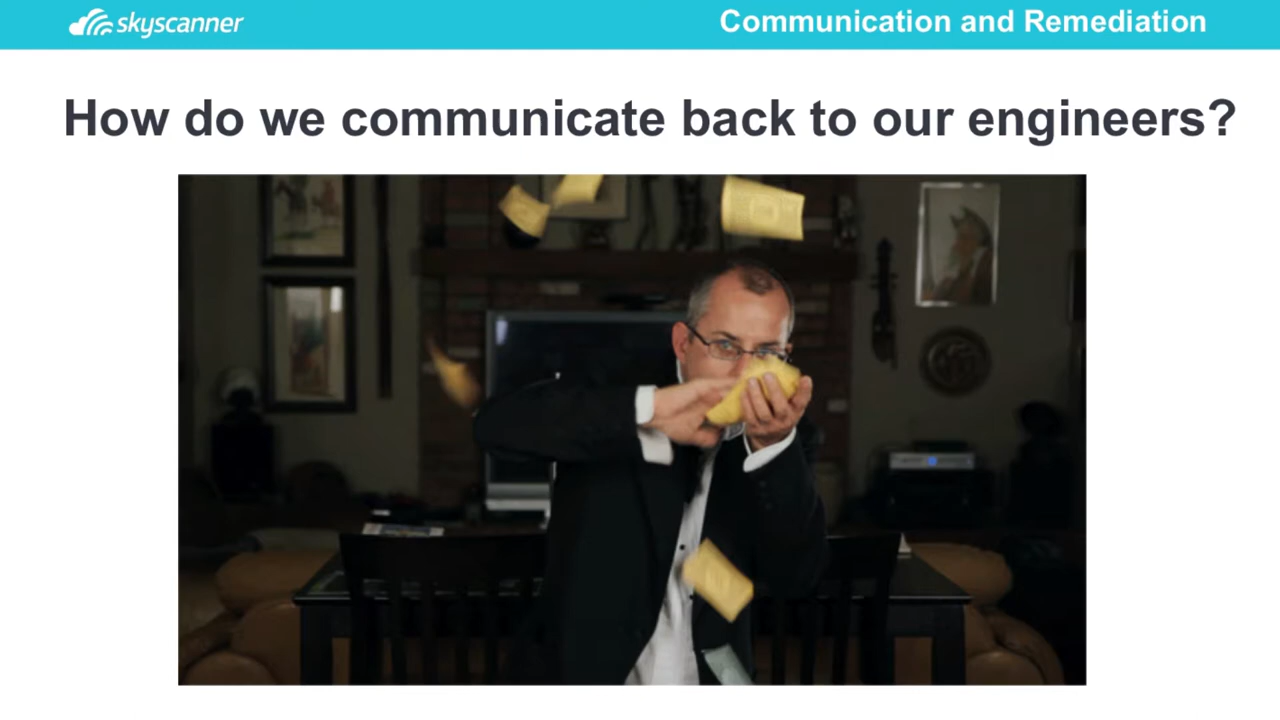 skyscanner
Communication and Remediation
How do we communicate back to our engineers?